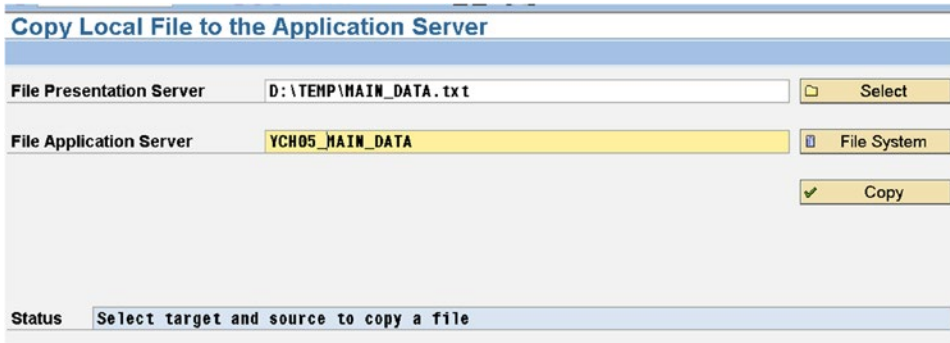 Copy Local File to the Application Server
File Presentation Server D:\TEMP\MAIN_DATA.txt Select
File Application Server YCH05_MAIN_DATA File System
Copy
Status Select target and source to copy a file